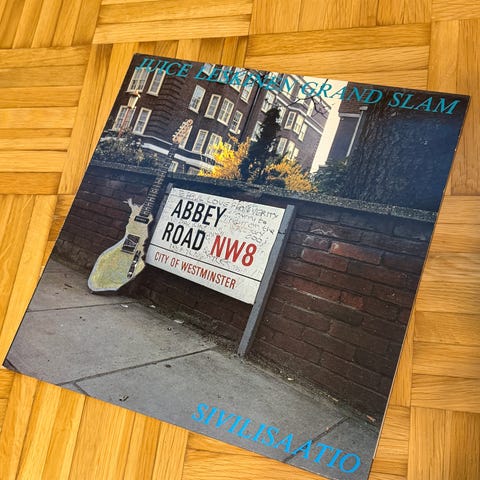 JUICE LESKINEN GRAND SLAM
ABBEY
ROAD NW8
CITY OF WESTMINSTER
SIVILISAATIO